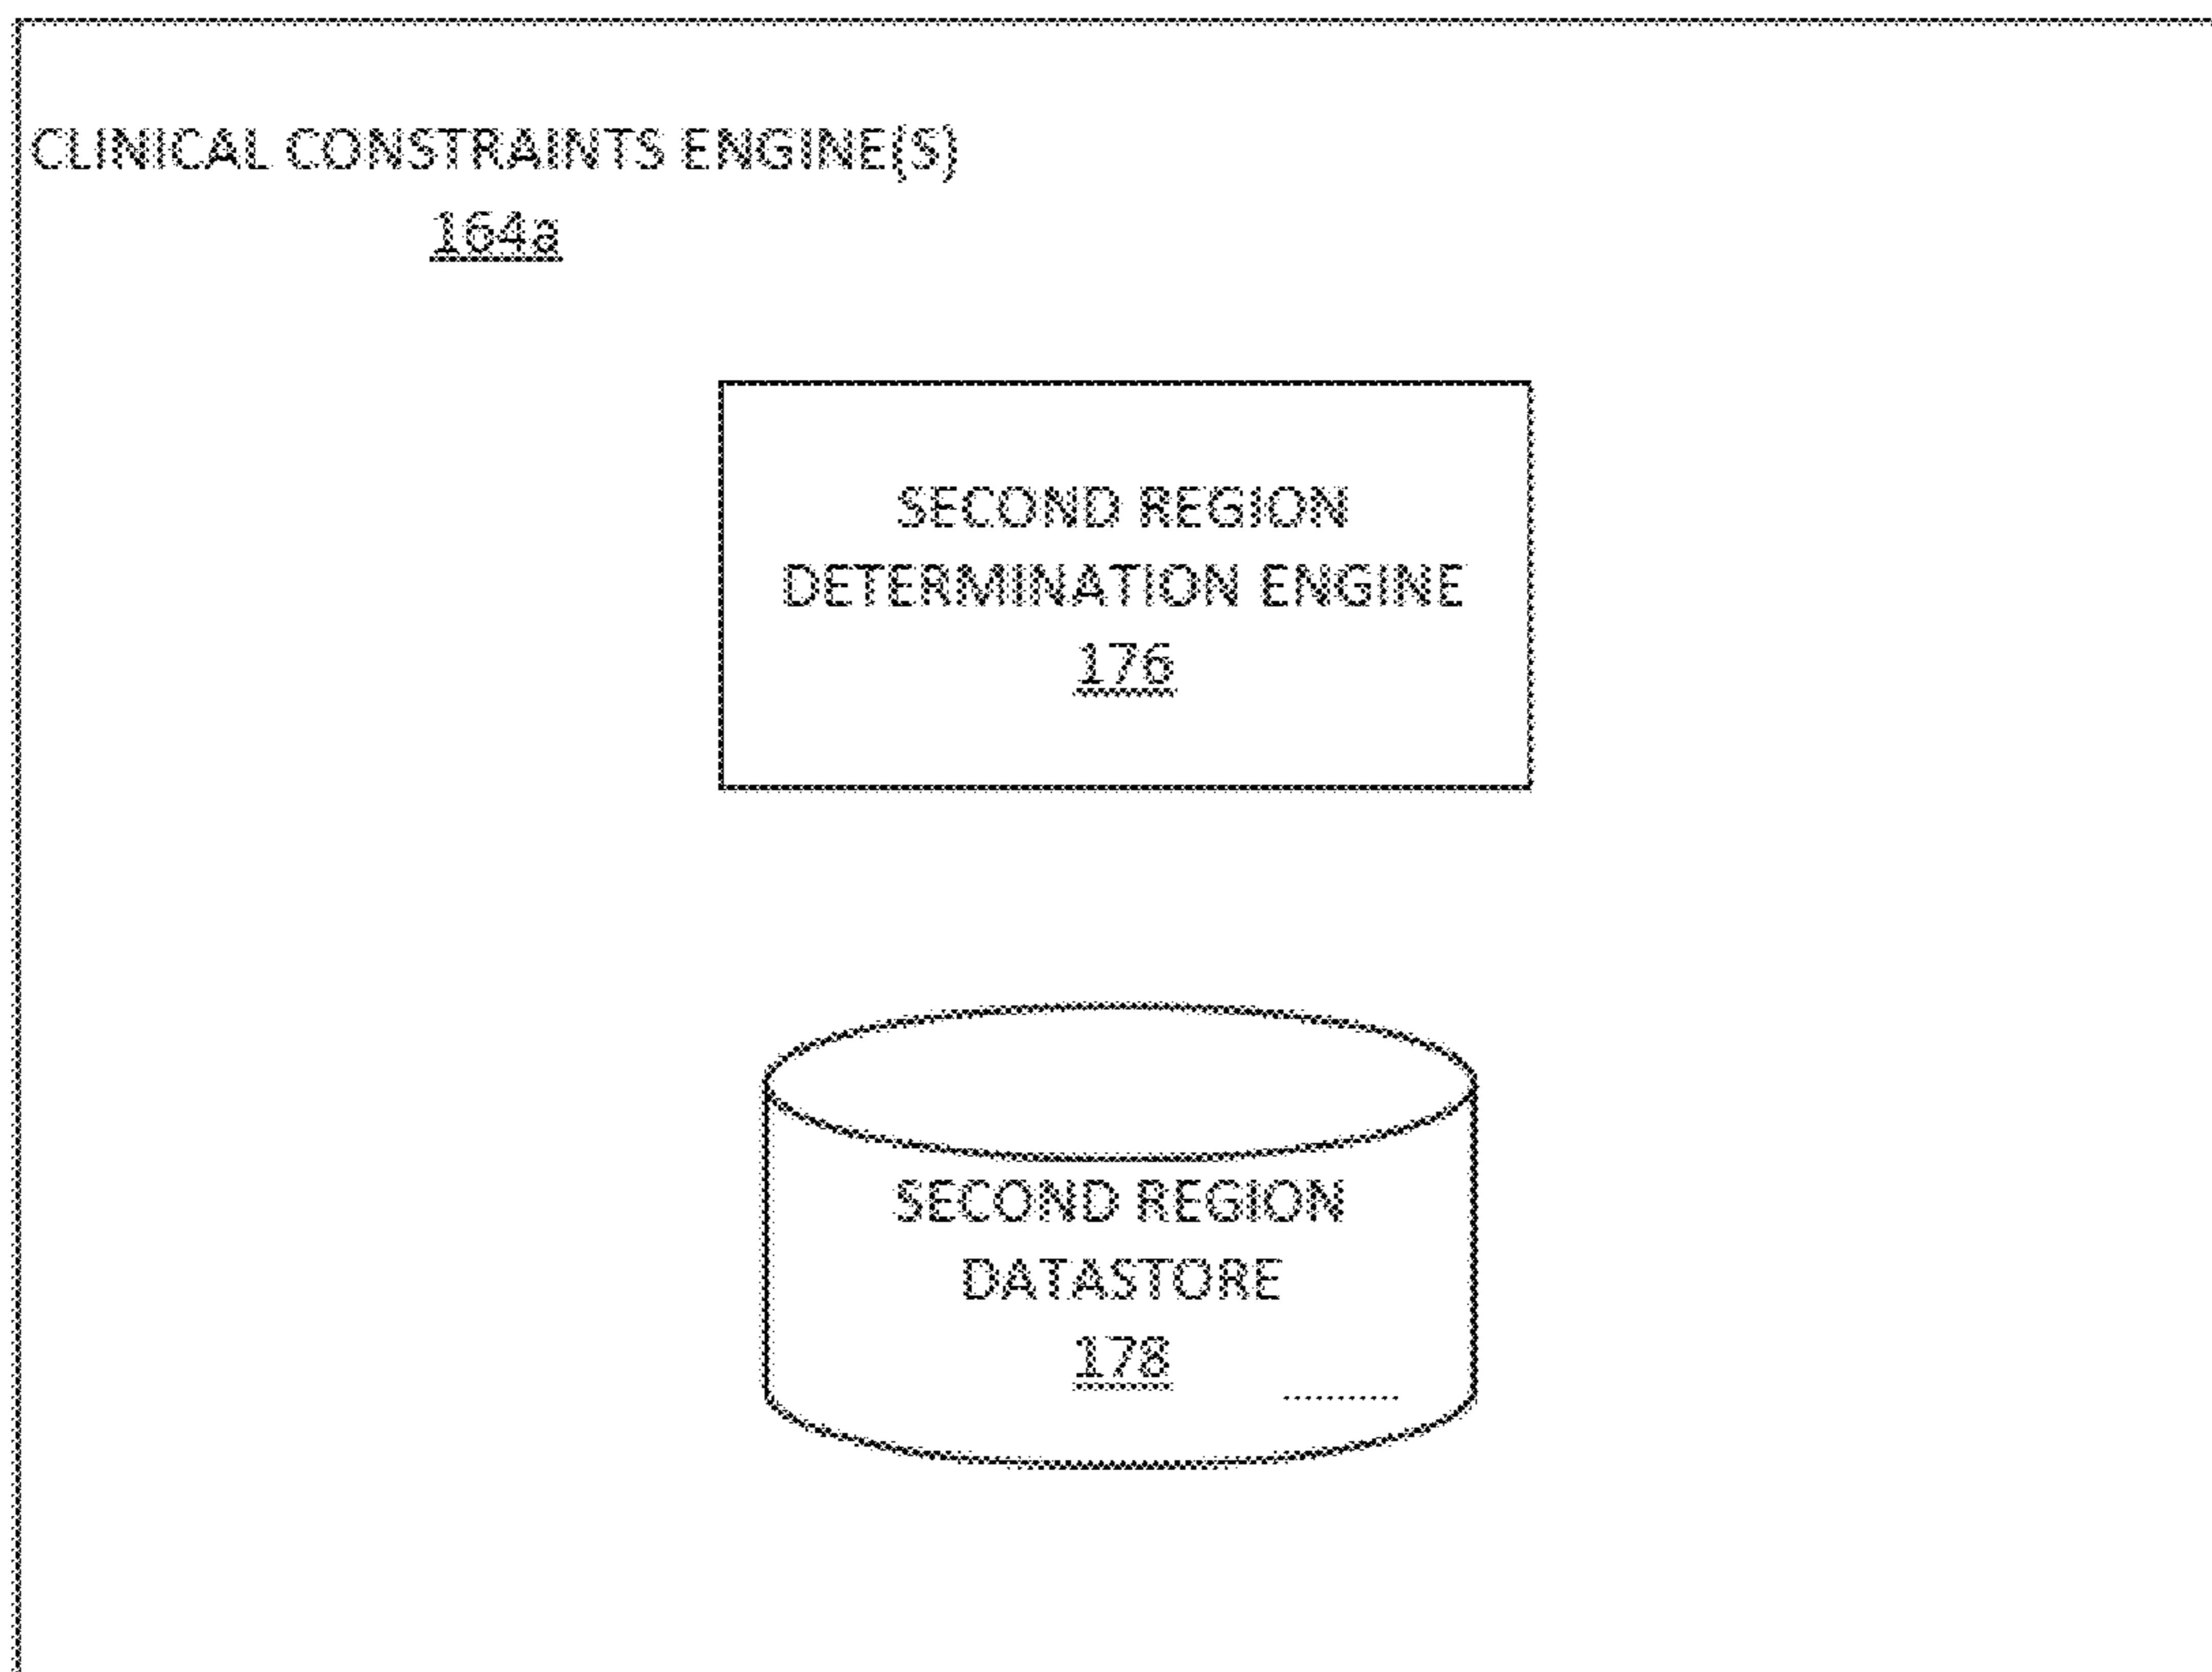 CLINICAL CONSTRAINTS ENGINE(S)
164a
SECOND REGION
DETERMINATION ENGINE
176
SECOND REGION
DATASTORE
178